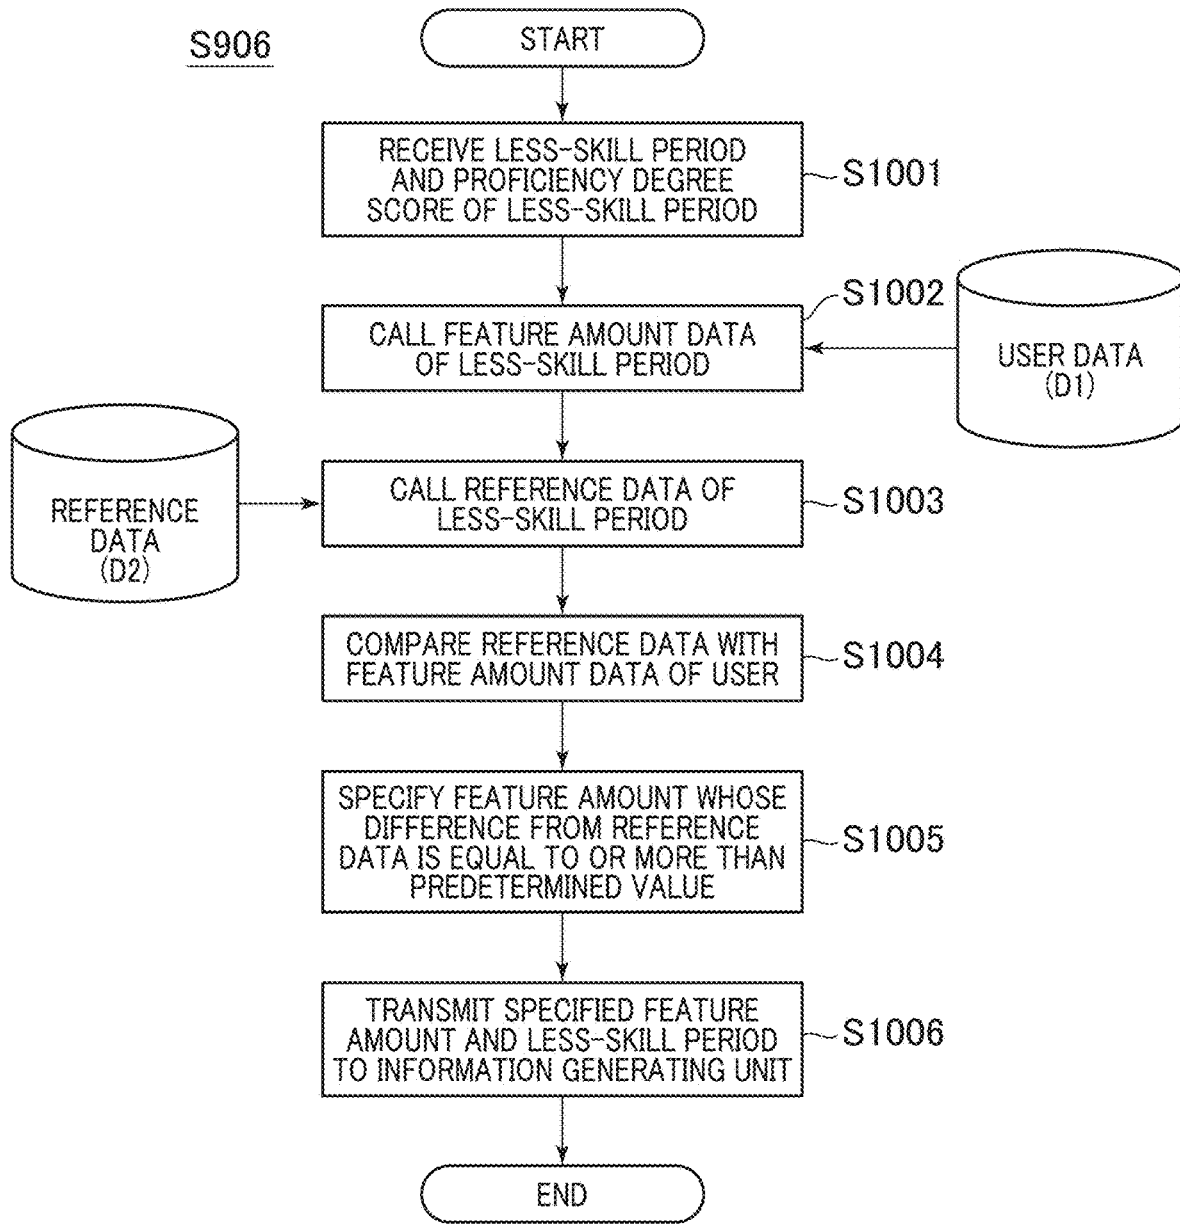 S906
START
RECEIVE LESS-SKILL PERIOD
AND PROFICIENCY DEGREE
SCORE OF LESS-SKILL PERIOD
S1001
S1002
CALL FEATURE AMOUNT DATA
OF LESS-SKILL PERIOD
USER DATA
(D1)
REFERENCE
DATA
(D2)
CALL REFERENCE DATA OF
LESS-SKILL PERIOD
S1003
COMPARE REFERENCE DATA WITH
FEATURE AMOUNT DATA OF USER
S1004
SPECIFY FEATURE AMOUNT WHOSE
DIFFERENCE FROM REFERENCE
DATA IS EQUAL TO OR MORE THAN
PREDETERMINED VALUE
S1005
TRANSMIT SPECIFIED FEATURE
AMOUNT AND LESS-SKILL PERIOD
TO INFORMATION GENERATING UNIT
S1006
END